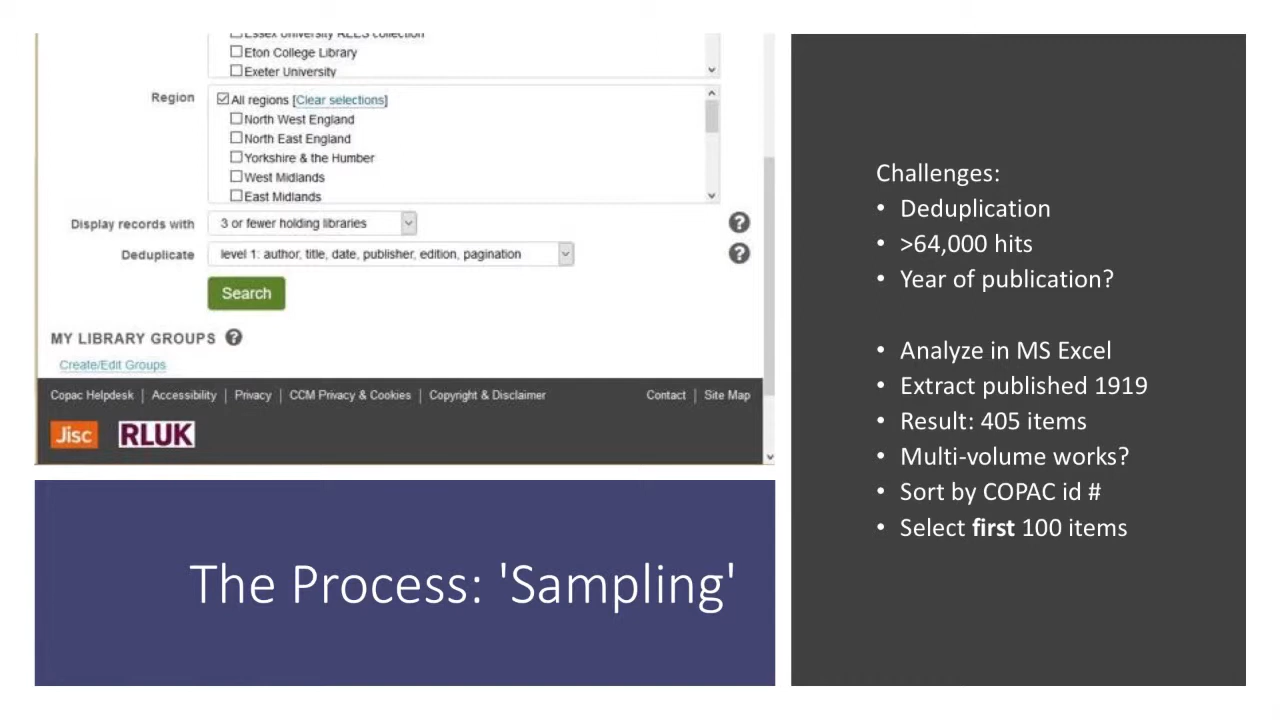 Essex University REES collection
Eton College Library
Exeter University
Region
All regions [Clear selections]
North West England
North East England
Yorkshire & the Humber
West Midlands
East Midlands
Display records with 3 or fewer holding libraries ?
Deduplicate level 1: author, title, date, publisher, edition, pagination ?
Search
MY LIBRARY GROUPS ?
Create/Edit Groups
Copac Helpdesk | Accessibility | Privacy | CCM Privacy & Cookies | Copyright & Disclaimer Contact | Site Map
Jisc RLUK
The Process: 'Sampling'
Challenges:
• Deduplication
• >64,000 hits
• Year of publication?
• Analyze in MS Excel
• Extract published 1919
• Result: 405 items
• Multi-volume works?
• Sort by COPAC id #
• Select first 100 items